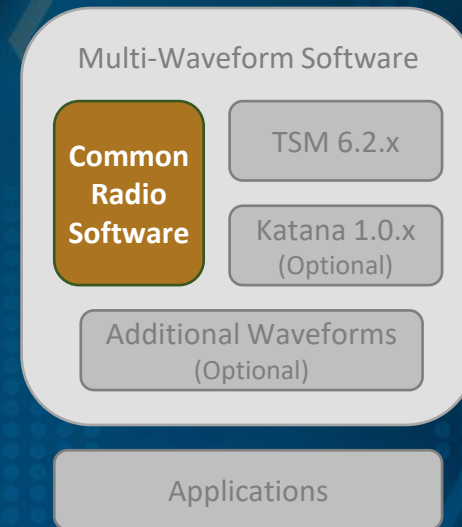 Multi-Waveform Software
Common
Radio
Software
TSM 6.2.x
Katana 1.0.x
(Optional)
Additional Waveforms
(Optional)
Applications